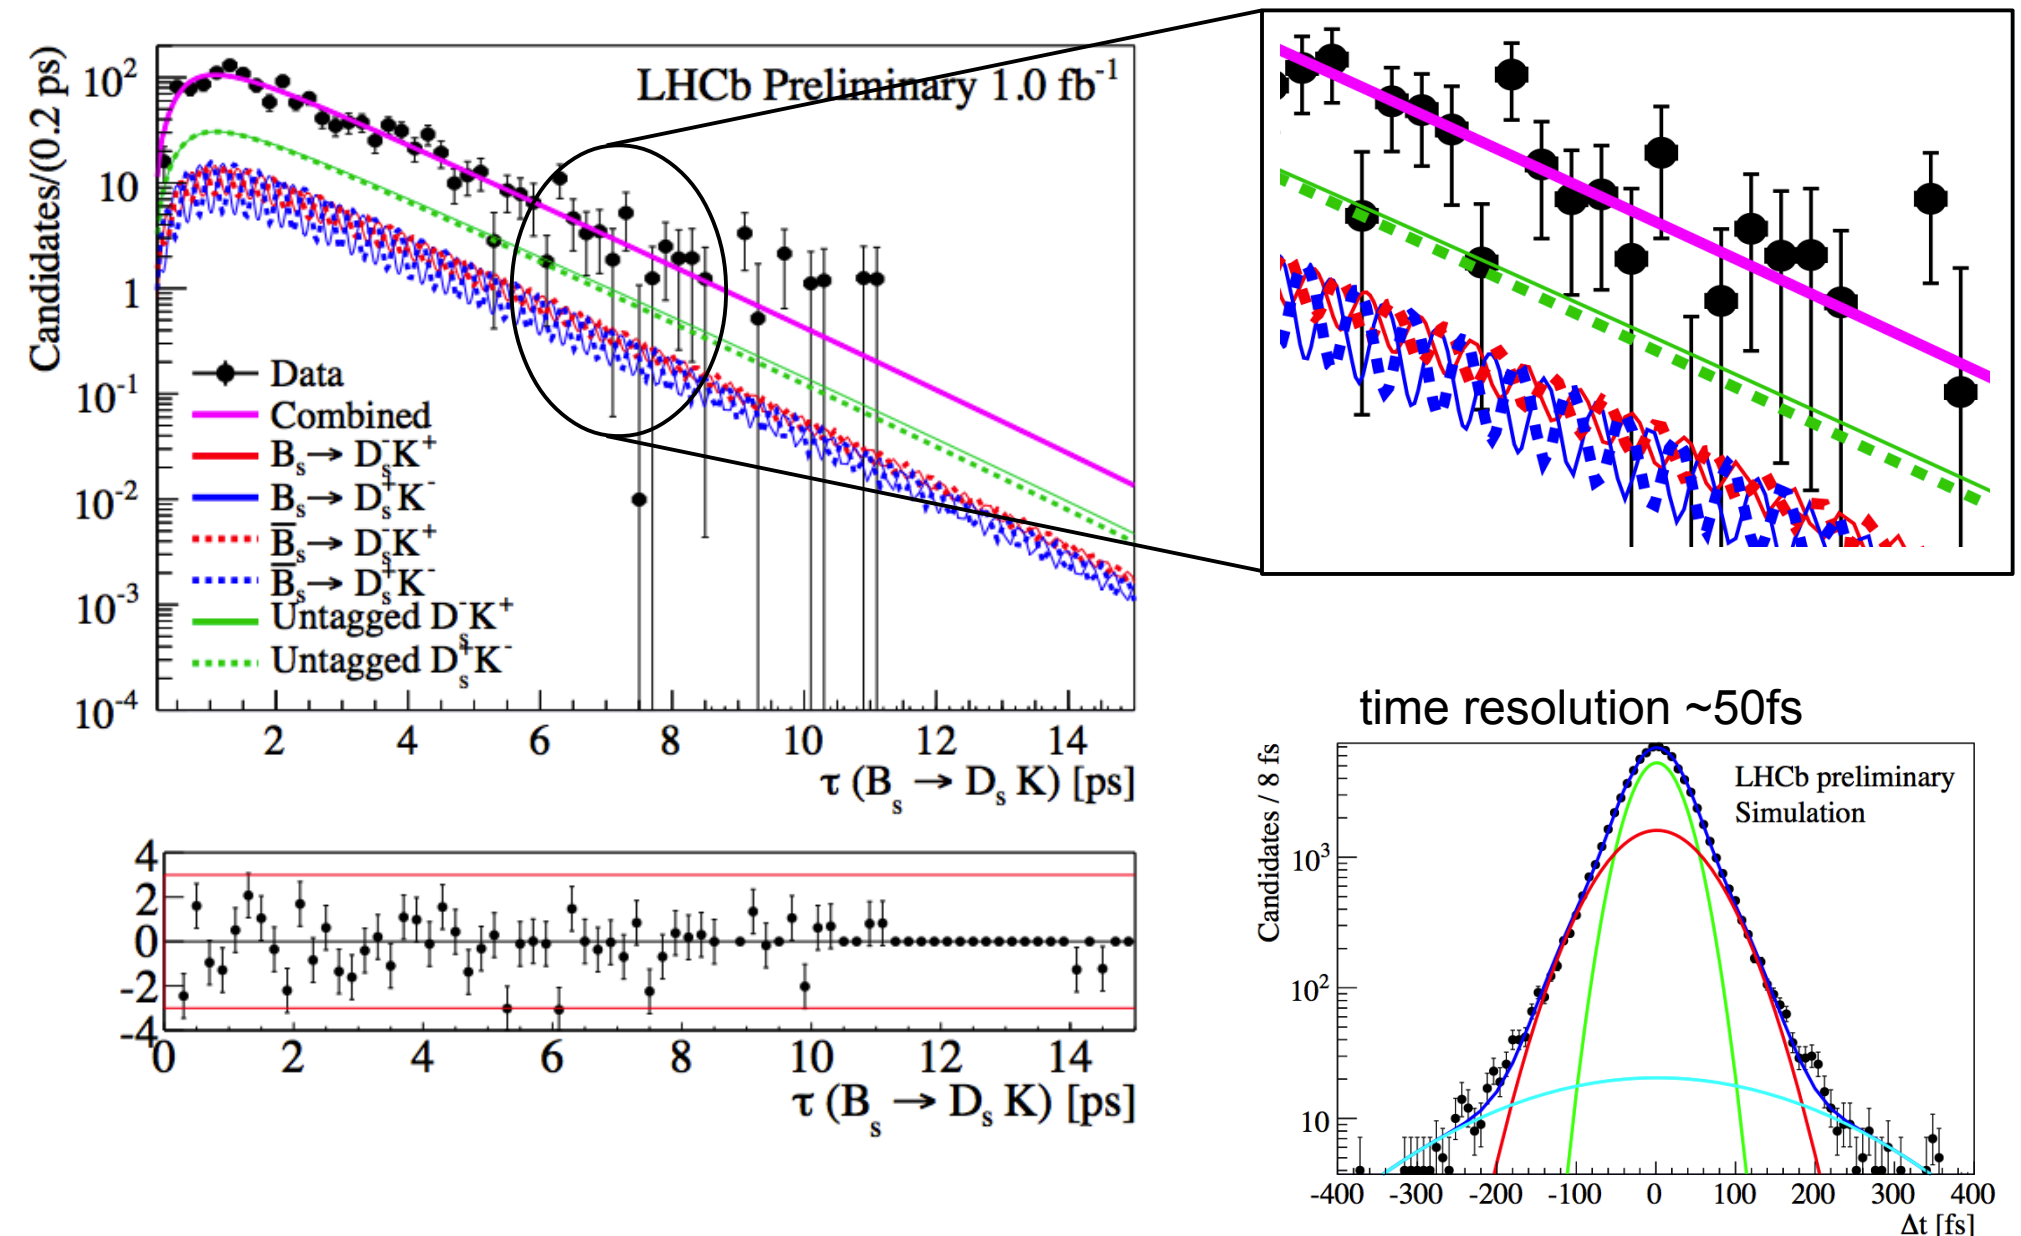 LHCb Preliminary 1.0 fb⁻¹
Candidates/(0.2 ps)
10²
10
1
10⁻¹
10⁻²
10⁻³
10⁻⁴
Data
Combined
Bₛ → Dₛ⁻K⁺
Bₛ → Dₛ⁺K⁻
B̅ₛ → Dₛ⁻K⁺
B̅ₛ → Dₛ⁺K⁻
Untagged Dₛ⁻K⁺
Untagged Dₛ⁺K⁻
2 4 6 8 10 12 14
τ (Bₛ → Dₛ K) [ps]
4
2
0
-2
-4
0 2 4 6 8 10 12 14
τ (Bₛ → Dₛ K) [ps]
time resolution ~50fs
Candidates / 8 fs
LHCb preliminary
Simulation
10³
10²
10
-400 -300 -200 -100 0 100 200 300 400
Δt [fs]